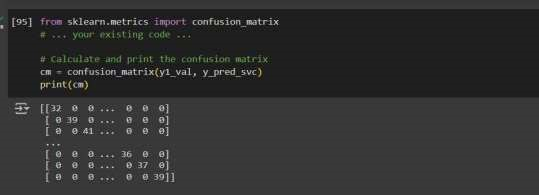 [95] from sklearn.metrics import confusion_matrix
# ... your existing code ...
# Calculate and print the confusion matrix
cm = confusion_matrix(y1_val, y_pred_svc)
print(cm)
[[32 0 0 ... 0 0 0]
[ 0 39 0 ... 0 0 0]
[ 0 0 41 ... 0 0 0]
...
[ 0 0 0 ... 36 0 0]
[ 0 0 0 ... 0 37 0]
[ 0 0 0 ... 0 0 39]]